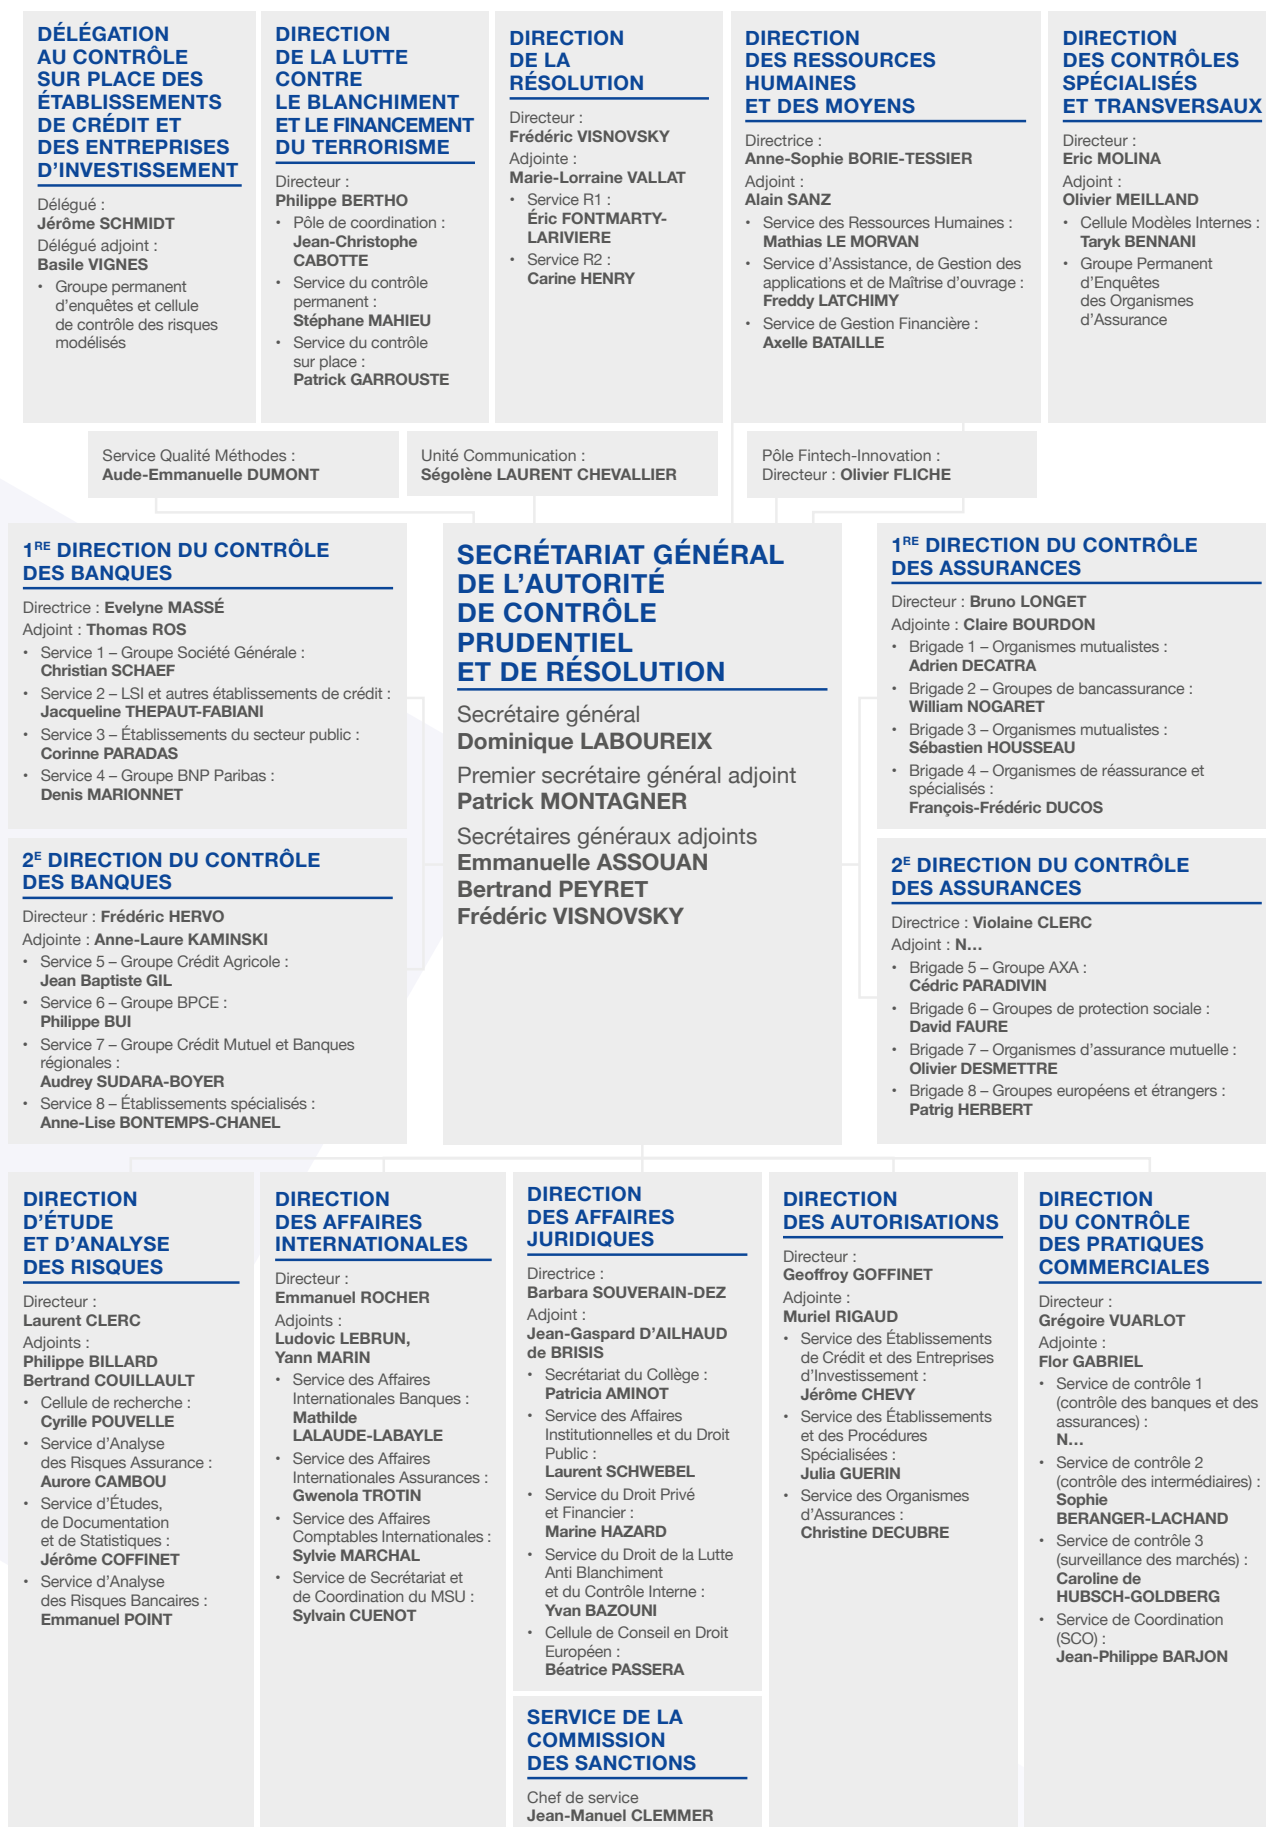 DÉLÉGATION
AU CONTRÔLE
SUR PLACE DES
ÉTABLISSEMENTS
DE CRÉDIT ET
DES ENTREPRISES
D’INVESTISSEMENT
Délégué :
Jérôme SCHMIDT
Délégué adjoint :
Basile VIGNES
• Groupe permanent
d’enquêtes et cellule
de contrôle des risques
modélisés
DIRECTION
DE LA LUTTE
CONTRE
LE BLANCHIMENT
ET LE FINANCEMENT
DU TERRORISME
Directeur :
Philippe BERTHO
• Pôle de coordination :
Jean-Christophe
CABOTTE
• Service du contrôle
permanent :
Stéphane MAHIEU
• Service du contrôle
sur place :
Patrick GARROUSTE
DIRECTION
DE LA
RÉSOLUTION
Directeur :
Frédéric VISNOVSKY
Adjointe :
Marie-Lorraine VALLAT
• Service R1 :
Éric FONTMARTY-
LARIVIERE
• Service R2 :
Carine HENRY
DIRECTION
DES RESSOURCES
HUMAINES
ET DES MOYENS
Directrice :
Anne-Sophie BORIE-TESSIER
Adjoint :
Alain SANZ
• Service des Ressources Humaines :
Mathias LE MORVAN
• Service d’Assistance, de Gestion des
applications et de Maîtrise d’ouvrage :
Freddy LATCHIMY
• Service de Gestion Financière :
Axelle BATAILLE
DIRECTION
DES CONTRÔLES
SPÉCIALISÉS
ET TRANSVERSAUX
Directeur :
Eric MOLINA
Adjoint :
Olivier MEILLAND
• Cellule Modèles Internes :
Taryk BENNANI
• Groupe Permanent
d’Enquêtes
des Organismes
d’Assurance
Service Qualité Méthodes :
Aude-Emmanuelle DUMONT
Unité Communication :
Ségolène LAURENT CHEVALLIER
Pôle Fintech-Innovation :
Directeur : Olivier FLICHE
1RE DIRECTION DU CONTRÔLE
DES BANQUES
Directrice : Evelyne MASSÉ
Adjoint : Thomas ROS
• Service 1 – Groupe Société Générale :
Christian SCHAEF
• Service 2 – LSI et autres établissements de crédit :
Jacqueline THEPAUT-FABIANI
• Service 3 – Établissements du secteur public :
Corinne PARADAS
• Service 4 – Groupe BNP Paribas :
Denis MARIONNET
2E DIRECTION DU CONTRÔLE
DES BANQUES
Directeur : Frédéric HERVO
Adjointe : Anne-Laure KAMINSKI
• Service 5 – Groupe Crédit Agricole :
Jean Baptiste GIL
• Service 6 – Groupe BPCE :
Philippe BUI
• Service 7 – Groupe Crédit Mutuel et Banques
régionales :
Audrey SUDARA-BOYER
• Service 8 – Établissements spécialisés :
Anne-Lise BONTEMPS-CHANEL
SECRÉTARIAT GÉNÉRAL
DE L’AUTORITÉ
DE CONTRÔLE
PRUDENTIEL
ET DE RÉSOLUTION
Secrétaire général
Dominique LABOUREIX
Premier secrétaire général adjoint
Patrick MONTAGNER
Secrétaires généraux adjoints
Emmanuelle ASSOUAN
Bertrand PEYRET
Frédéric VISNOVSKY
1RE DIRECTION DU CONTRÔLE
DES ASSURANCES
Directeur : Bruno LONGET
Adjointe : Claire BOURDON
• Brigade 1 – Organismes mutualistes :
Adrien DECATRA
• Brigade 2 – Groupes de bancassurance :
William NOGARET
• Brigade 3 – Organismes mutualistes :
Sébastien HOUSSEAU
• Brigade 4 – Organismes de réassurance et
spécialisés :
François-Frédéric DUCOS
2E DIRECTION DU CONTRÔLE
DES ASSURANCES
Directrice : Violaine CLERC
Adjoint : N…
• Brigade 5 – Groupe AXA :
Cédric PARADIVIN
• Brigade 6 – Groupes de protection sociale :
David FAURE
• Brigade 7 – Organismes d’assurance mutuelle :
Olivier DESMETTRE
• Brigade 8 – Groupes européens et étrangers :
Patrig HERBERT
DIRECTION
D’ÉTUDE
ET D’ANALYSE
DES RISQUES
Directeur :
Laurent CLERC
Adjoints :
Philippe BILLARD
Bertrand COUILLAULT
• Cellule de recherche :
Cyrille POUVELLE
• Service d’Analyse
des Risques Assurance :
Aurore CAMBOU
• Service d’Études,
de Documentation
et de Statistiques :
Jérôme COFFINET
• Service d’Analyse
des Risques Bancaires :
Emmanuel POINT
DIRECTION
DES AFFAIRES
INTERNATIONALES
Directeur :
Emmanuel ROCHER
Adjoints :
Ludovic LEBRUN,
Yann MARIN
• Service des Affaires
Internationales Banques :
Mathilde
LALAUDE-LABAYLE
• Service des Affaires
Internationales Assurances :
Gwenola TROTIN
• Service des Affaires
Comptables Internationales :
Sylvie MARCHAL
• Service de Secrétariat et
de Coordination du MSU :
Sylvain CUENOT
DIRECTION
DES AFFAIRES
JURIDIQUES
Directrice :
Barbara SOUVERAIN-DEZ
Adjoint :
Jean-Gaspard D’AILHAUD
de BRISIS
• Secrétariat du Collège :
Patricia AMINOT
• Service des Affaires
Institutionnelles et du Droit
Public :
Laurent SCHWEBEL
• Service du Droit Privé
et Financier :
Marine HAZARD
• Service du Droit de la Lutte
Anti Blanchiment
et du Contrôle Interne :
Yvan BAZOUNI
• Cellule de Conseil en Droit
Européen :
Béatrice PASSERA
SERVICE DE LA
COMMISSION
DES SANCTIONS
Chef de service
Jean-Manuel CLEMMER
DIRECTION
DES AUTORISATIONS
Directeur :
Geoffroy GOFFINET
Adjointe :
Muriel RIGAUD
• Service des Établissements
de Crédit et des Entreprises
d’Investissement :
Jérôme CHEVY
• Service des Établissements
et des Procédures
Spécialisées :
Julia GUERIN
• Service des Organismes
d’Assurances :
Christine DECUBRE
DIRECTION
DU CONTRÔLE
DES PRATIQUES
COMMERCIALES
Directeur :
Grégoire VUARLOT
Adjointe :
Flor GABRIEL
• Service de contrôle 1
(contrôle des banques et des
assurances) :
N…
• Service de contrôle 2
(contrôle des intermédiaires) :
Sophie
BERANGER-LACHAND
• Service de contrôle 3
(surveillance des marchés) :
Caroline de
HUBSCH-GOLDBERG
• Service de Coordination
(SCO) :
Jean-Philippe BARJON